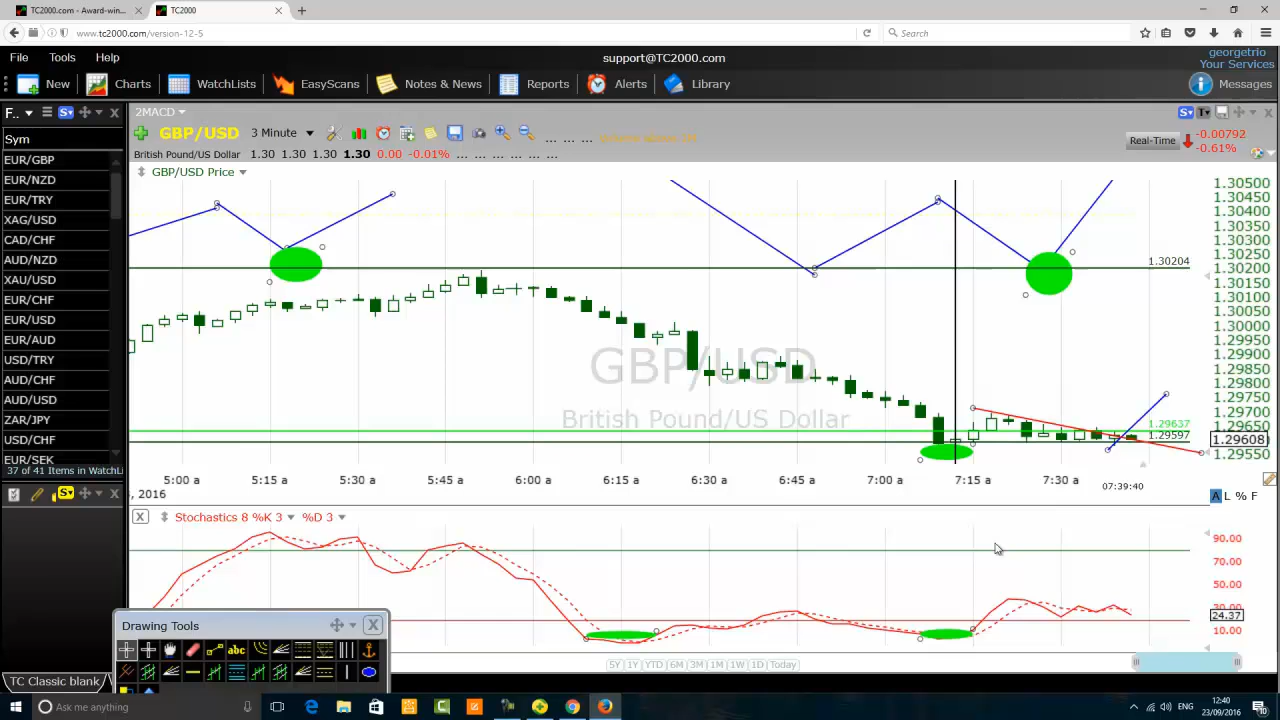 TC2000.com - Award-win...
TC2000
www.tc2000.com/version-12-5
Search
File Tools Help
support@TC2000.com
georgetrio
Your Services
New Charts WatchLists EasyScans Notes & News Reports Alerts Library
Messages
F..
2MACD
Sym
GBP/USD 3 Minute
... ... ...
Real-Time
-0.00792
-0.61%
British Pound/US Dollar 1.30 1.30 1.30 1.30 0.00 -0.01% ... ... ... ... ...
GBP/USD Price
EUR/GBP
EUR/NZD
EUR/TRY
XAG/USD
CAD/CHF
AUD/NZD
XAU/USD
EUR/CHF
EUR/USD
EUR/AUD
USD/TRY
AUD/CHF
AUD/USD
ZAR/JPY
USD/CHF
EUR/SEK
37 of 41 Items in WatchLi
GBP/USD
British Pound/US Dollar
1.30204
1.29637
1.29597
1.30500
1.30450
1.30400
1.30350
1.30300
1.30250
1.30200
1.30150
1.30100
1.30050
1.30000
1.29950
1.29900
1.29850
1.29800
1.29750
1.29700
1.29650
1.29608
1.29550
5:00 a 5:15 a 5:30 a 5:45 a 6:00 a 6:15 a 6:30 a 6:45 a 7:00 a 7:15 a 7:30 a
07:39:40
, 2016
A L % F
X
Stochastics 8 %K 3 %D 3
90.00
70.00
50.00
30.00
24.37
10.00
Drawing Tools
abc
5Y 1Y YTD 6M 3M 1M 1W 1D Today
TC Classic blank
Ask me anything
ENG
12:40
23/09/2016